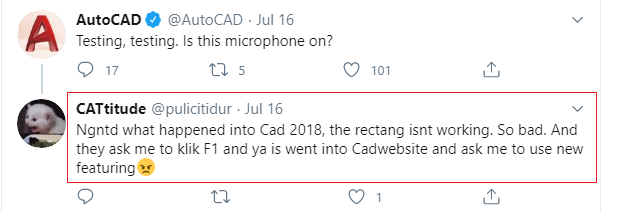 AutoCAD @AutoCAD · Jul 16
Testing, testing. Is this microphone on?
17 5 101
CATtitude @pulicitidur · Jul 16
Ngntd what happened into Cad 2018, the rectang isnt working. So bad. And
they ask me to klik F1 and ya is went into Cadwebsite and ask me to use new
featuring😠
1